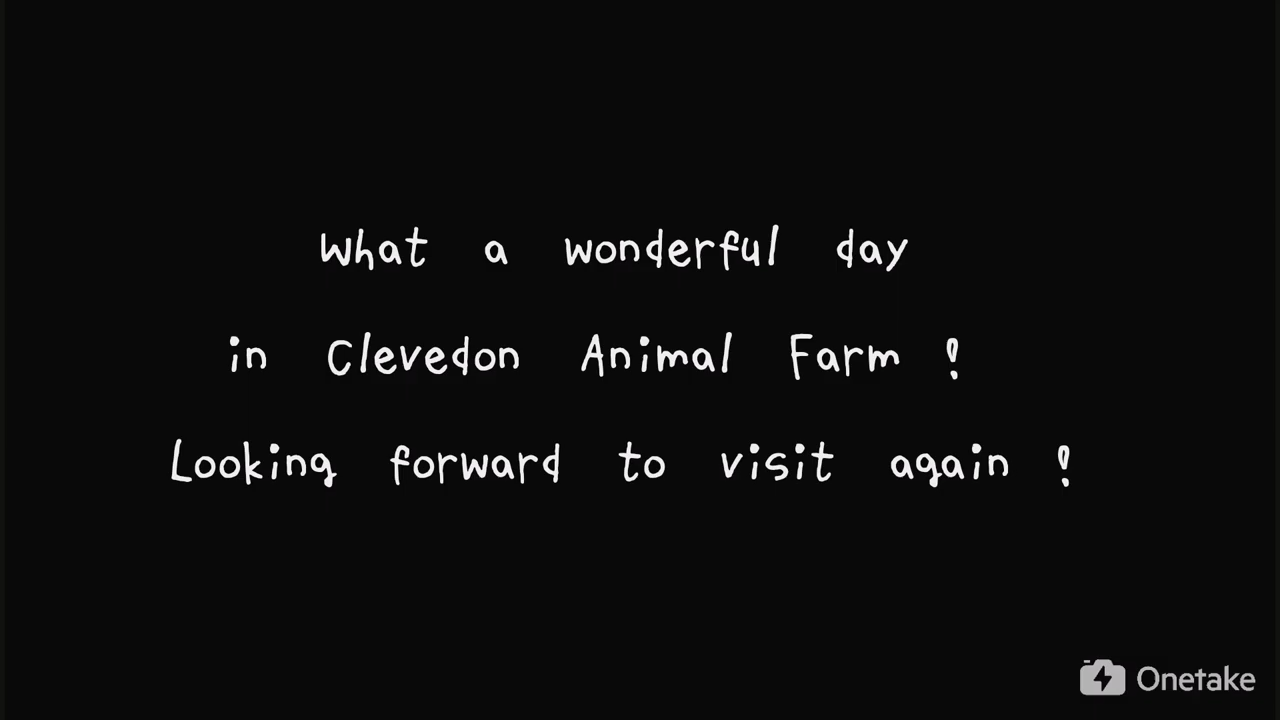 What a wonderful day
in Clevedon Animal Farm !
Looking forward to visit again !
Onetake